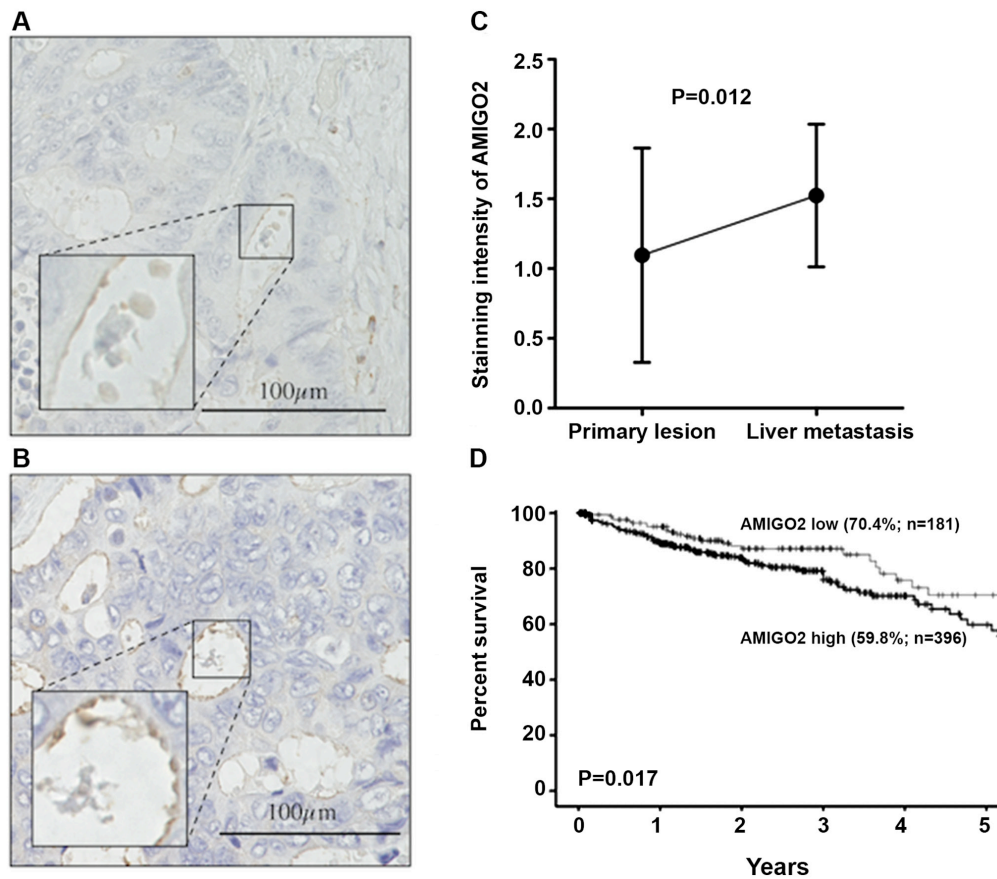 A
100µm
B
100µm
C
Stainning intensity of AMIGO2
2.5
2.0
1.5
1.0
0.5
0.0
P=0.012
Primary lesion
Liver metastasis
D
Percent survival
100
80
60
40
20
0
AMIGO2 low (70.4%; n=181)
AMIGO2 high (59.8%; n=396)
P=0.017
0 1 2 3 4 5
Years